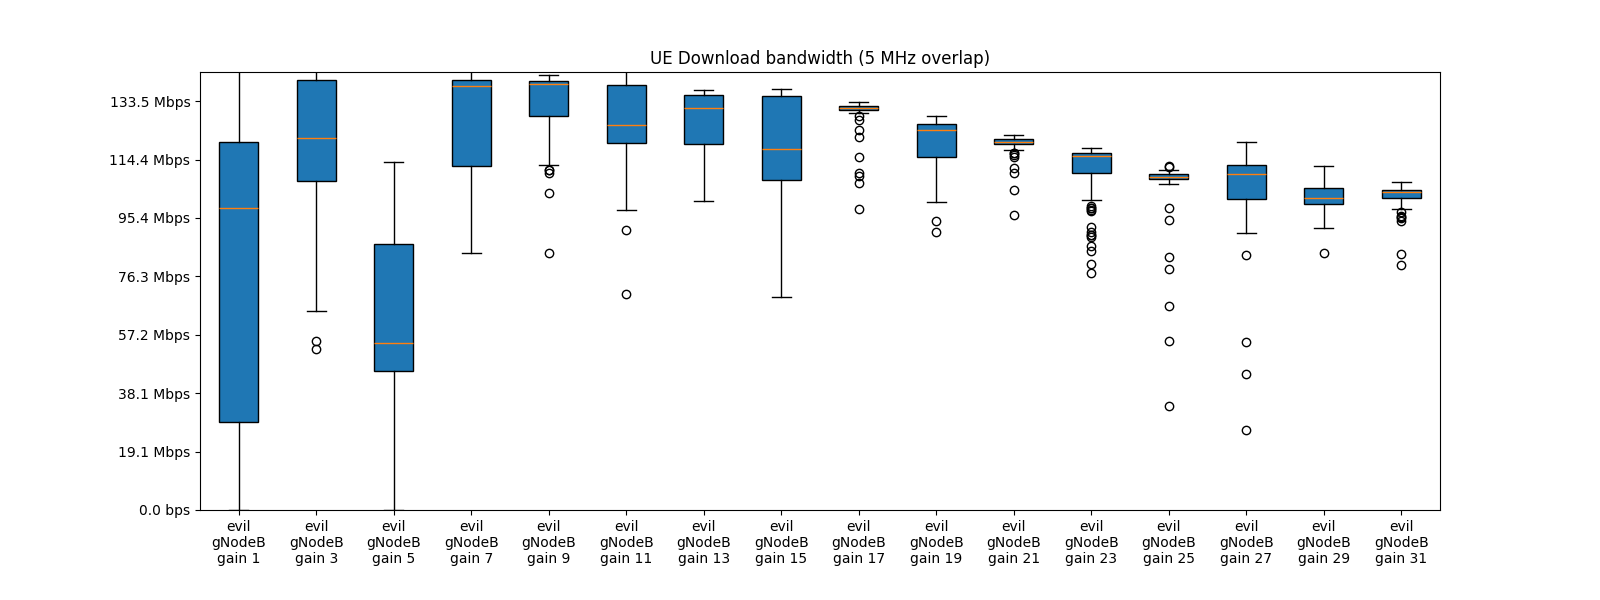 UE Download bandwidth (5 MHz overlap)
133.5 Mbps
114.4 Mbps
95.4 Mbps
76.3 Mbps
57.2 Mbps
38.1 Mbps
19.1 Mbps
0.0 bps
evil
gNodeB
gain 1
evil
gNodeB
gain 3
evil
gNodeB
gain 5
evil
gNodeB
gain 7
evil
gNodeB
gain 9
evil
gNodeB
gain 11
evil
gNodeB
gain 13
evil
gNodeB
gain 15
evil
gNodeB
gain 17
evil
gNodeB
gain 19
evil
gNodeB
gain 21
evil
gNodeB
gain 23
evil
gNodeB
gain 25
evil
gNodeB
gain 27
evil
gNodeB
gain 29
evil
gNodeB
gain 31